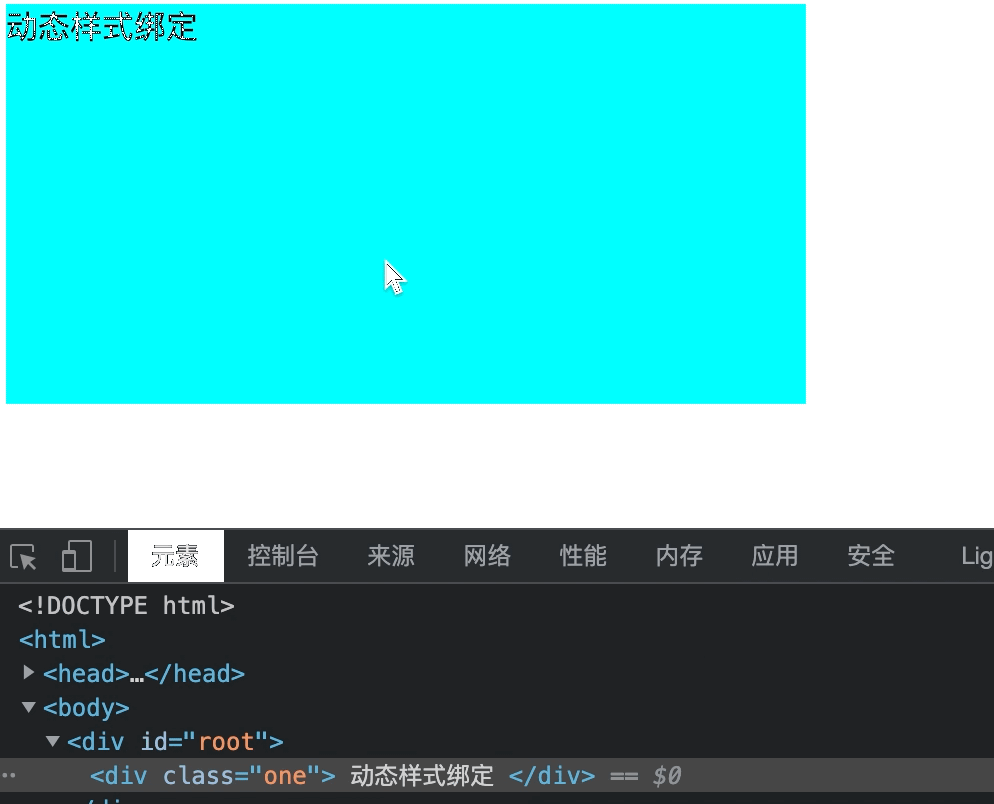 动态样式绑定
元素 控制台 来源 网络 性能 内存 应用 安全 Lig
<!DOCTYPE html>
<html>
<head>…</head>
<body>
<div id="root">
<div class="one"> 动态样式绑定 </div> == $0